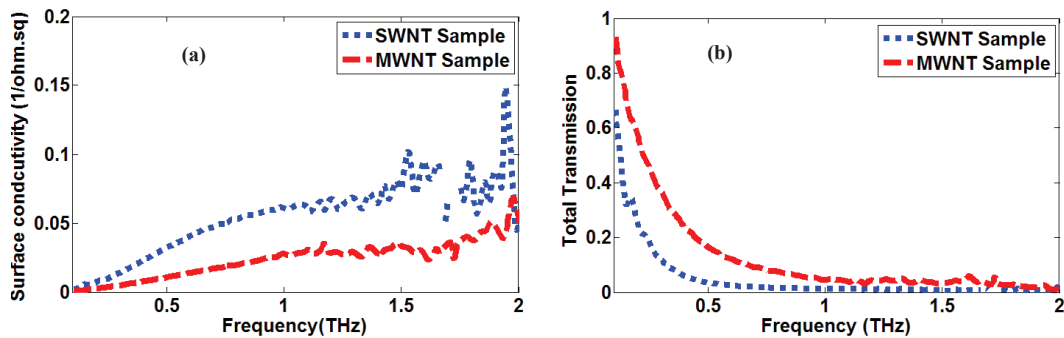 0.2
0.15
0.1
0.05
0
0.5
1
1.5
2
Surface condcutivity (1/ohm.sq)
Frequency(THz)
(a)
SWNT Sample
MWNT Sample
1
0.8
0.6
0.4
0.2
0
0.5
1
1.5
2
Total Transmission
Frequency (THz)
(b)
SWNT Sample
MWNT Sample